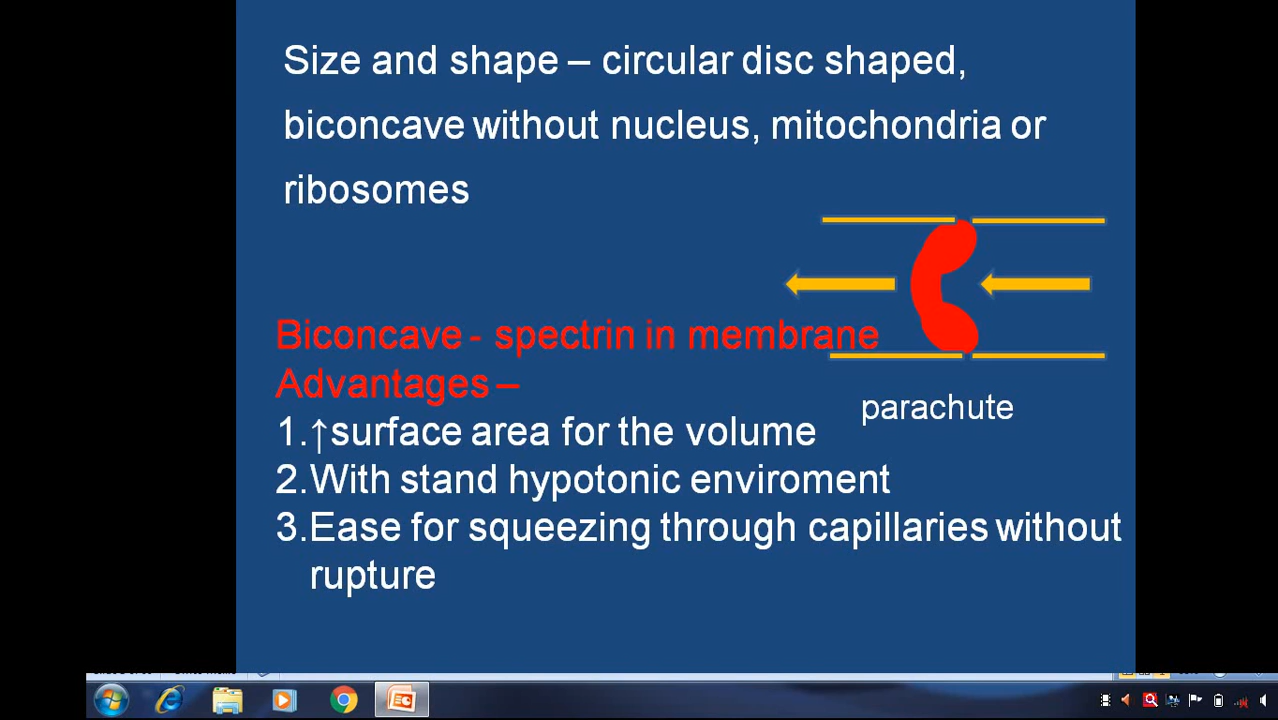 Size and shape – circular disc shaped,
biconcave without nucleus, mitochondria or
ribosomes
Biconcave - spectrin in membrane
Advantages –
parachute
1.↑surface area for the volume
2.With stand hypotonic enviroment
3.Ease for squeezing through capillaries without
rupture